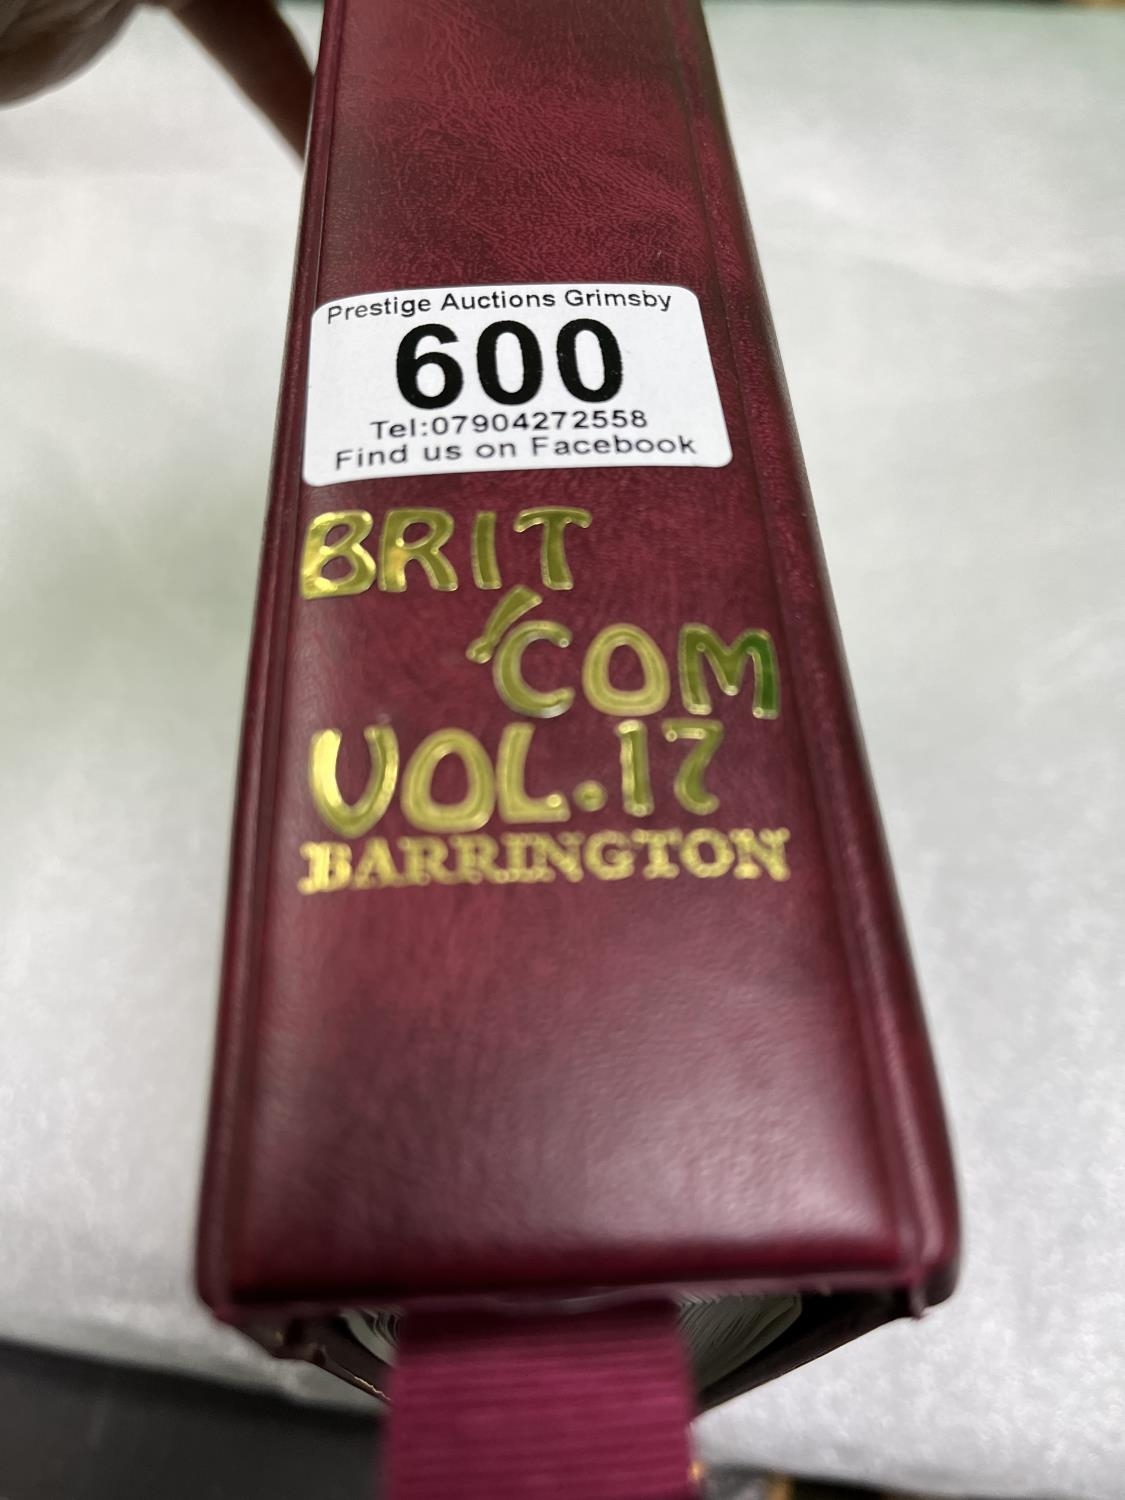 Prestige Auctions Grimsby
600
Tel:07904272558
Find us on Facebook
BRIT
'COM
VOL.17
BARRINGTON